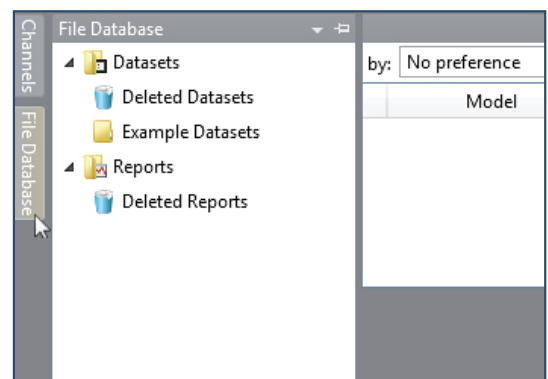 Channels
File Database
File Database
Datasets
Deleted Datasets
Example Datasets
Reports
Deleted Reports
by: No preference
Model